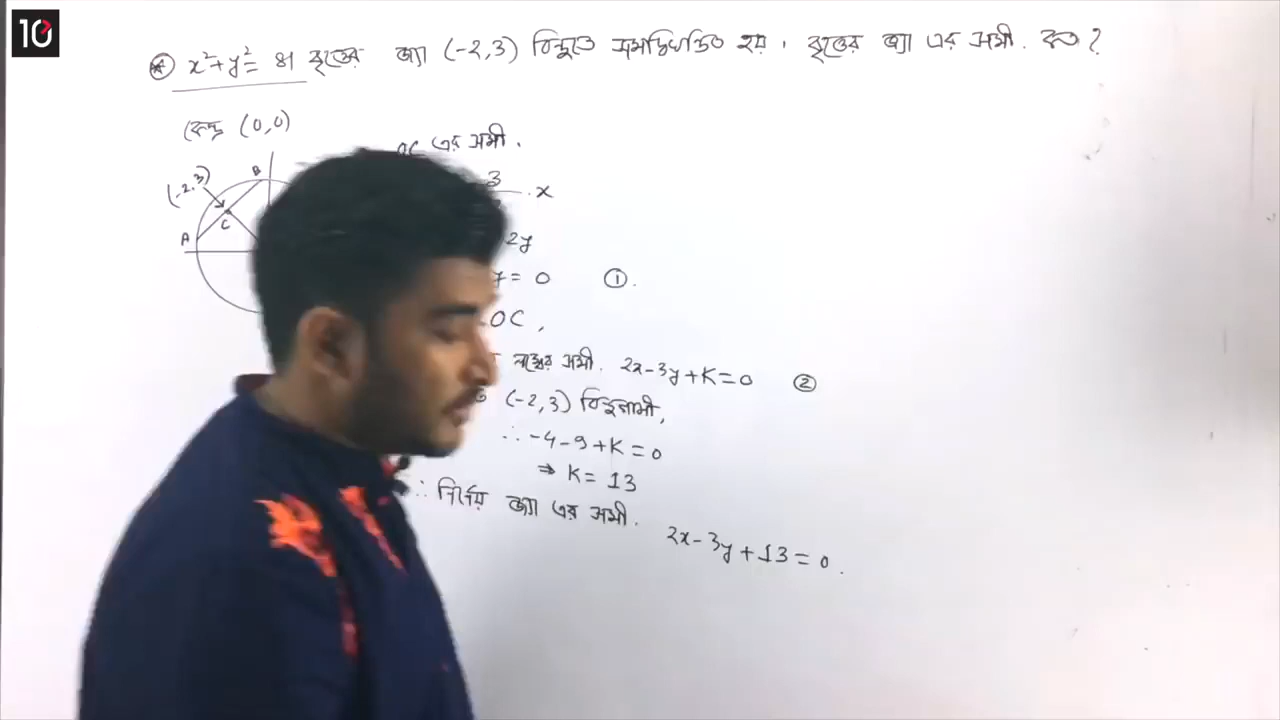 10
* x²+y²= 81 বৃত্তের জ্যা (-2,3) বিন্দুতে সমদ্বিখন্ডিত হয়, বৃত্তের জ্যা এর সমী. কত ?
কেন্দ্র (0,0)
(-2,3)
B
A
C
OC এর সমী.
3
. x
2y
= 0 ①.
OC ,
লম্বের সমী. 2x-3y+K=0 ②
(-2,3) বিন্দুগামী,
∴ -4-9+K=0
⇒ K= 13
∴ নির্ণেয় জ্যা এর সমী. 2x-3y+13=0.